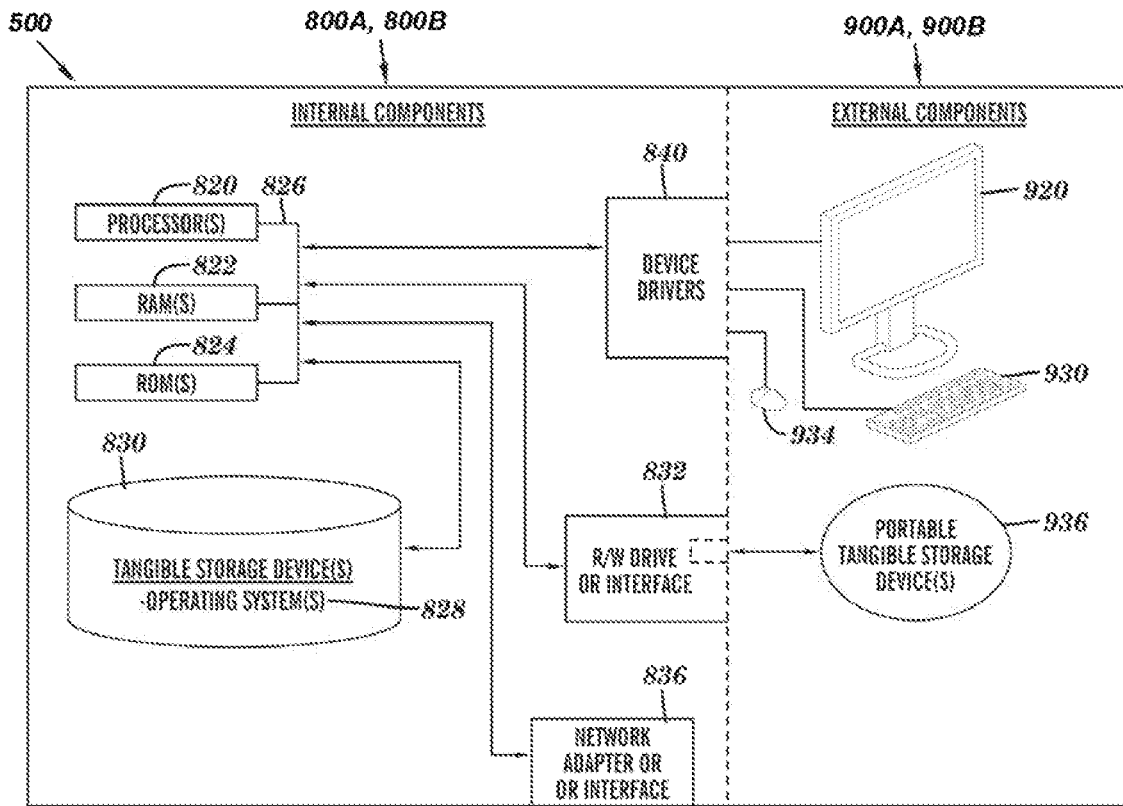 500
800A, 800B
900A, 900B
INTERNAL COMPONENTS
EXTERNAL COMPONENTS
820
826
PROCESSOR(S)
822
RAM(S)
824
ROM(S)
840
DEVICE
DRIVERS
920
930
934
830
TANGIBLE STORAGE DEVICE(S)
-OPERATING SYSTEM(S)
828
832
R/W DRIVE
OR INTERFACE
PORTABLE
TANGIBLE STORAGE
DEVICE(S)
936
836
NETWORK
ADAPTER OR
OR INTERFACE